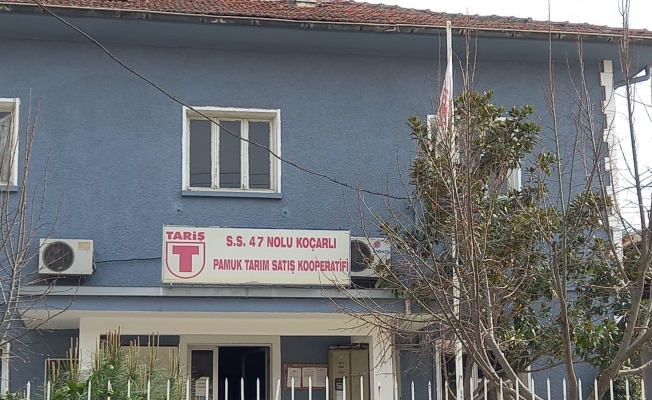 TARİŞ
T
S.S. 47 NOLU KOÇARLI
PAMUK TARIM SATIŞ KOOPERATİFİ